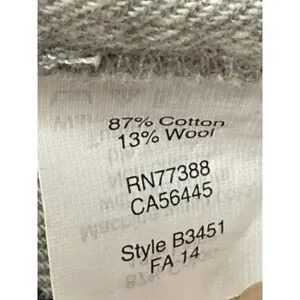 87% Cotton
13% Wool
RN77388
CA56445
Style B3451
FA 14